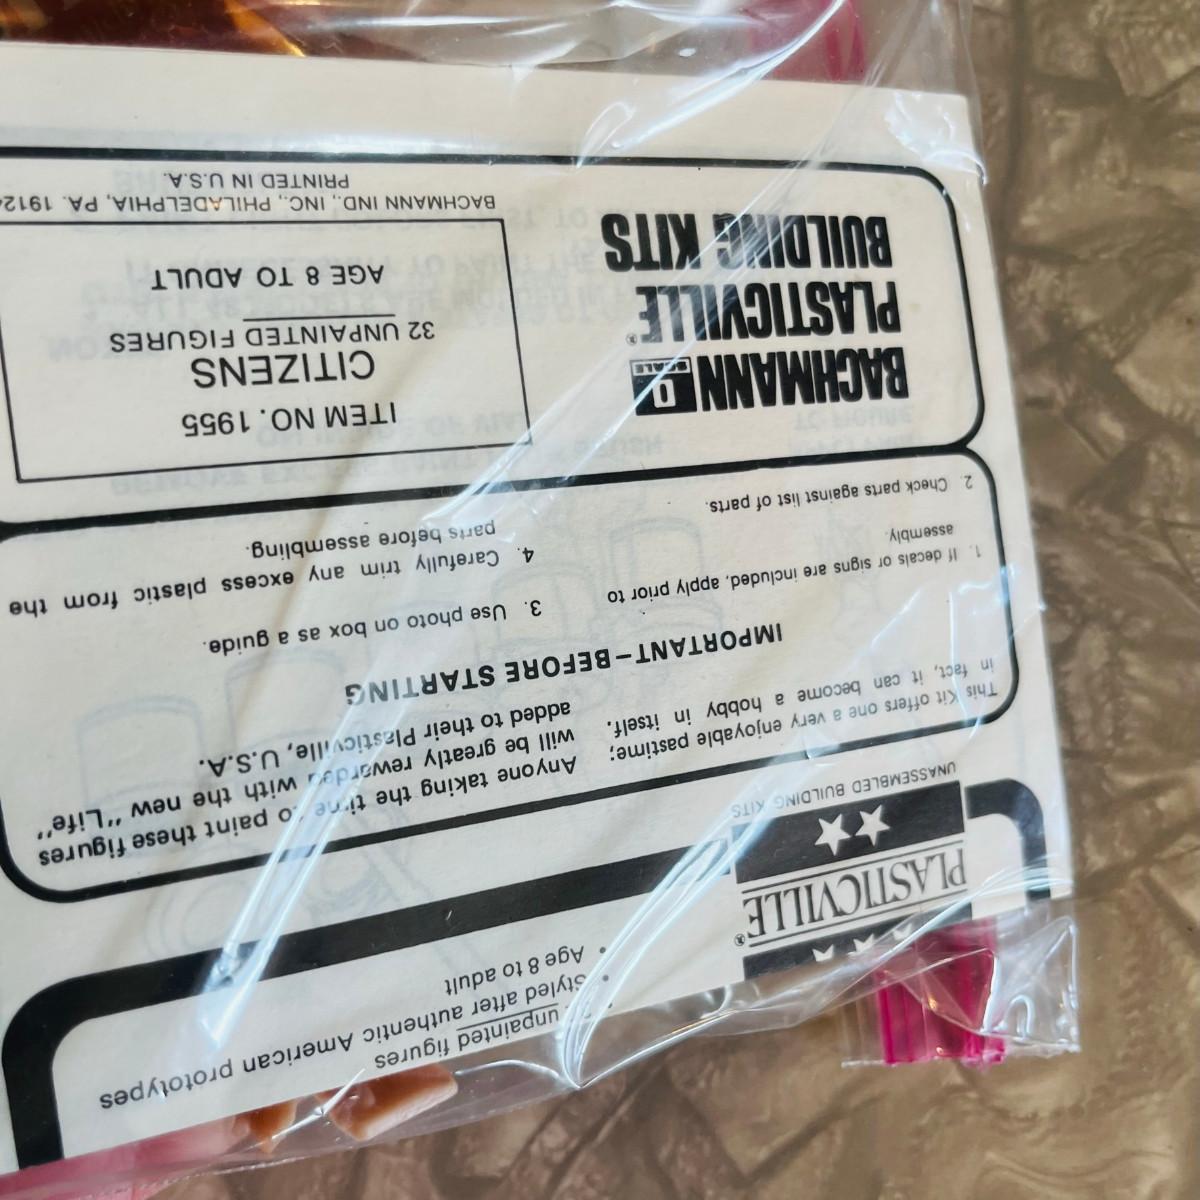 unpainted figures
• Styled after authentic American prototypes
• Age 8 to adult
PLASTICVILLE®
UNASSEMBLED BUILDING KITS
This Kit offers one a very enjoyable pastime;
in fact, it can become a hobby in itself.
Anyone taking the time to paint these figures
will be greatly rewarded with the new "Life"
added to their Plasticville, U.S.A.
IMPORTANT–BEFORE STARTING
1. If decals or signs are included, apply prior to
assembly.
2. Check parts against list of parts.
3. Use photo on box as a guide.
4. Carefully trim any excess plastic from the
parts before assembling.
BACHMANN O SCALE
PLASTICVILLE®
BUILDING KITS
ITEM NO. 1955
CITIZENS
32 UNPAINTED FIGURES
AGE 8 TO ADULT
BACHMANN IND., INC., PHILADELPHIA, PA. 19124
PRINTED IN U.S.A.